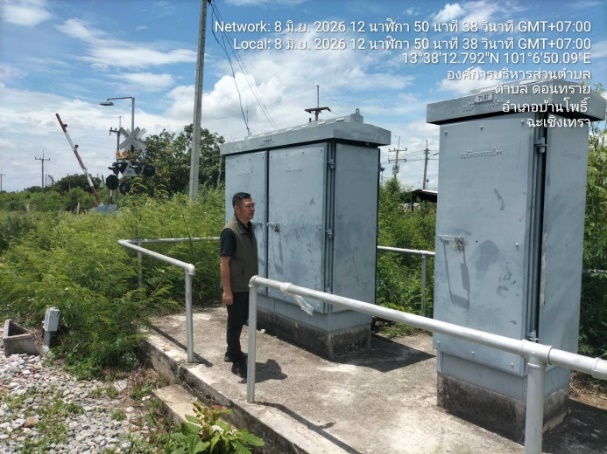 Network: 8 มิ.ย. 2026 12 นาฬิกา 50 นาที 38 วินาที GMT+07:00
Local: 8 มิ.ย. 2026 12 นาฬิกา 50 นาที 38 วินาที GMT+07:00
13°38'12.792"N 101°6'50.09"E
องค์การบริหารส่วนตำบล
ตำบล ดอนทราย
อำเภอบ้านโพธิ์
ฉะเชิงเทรา